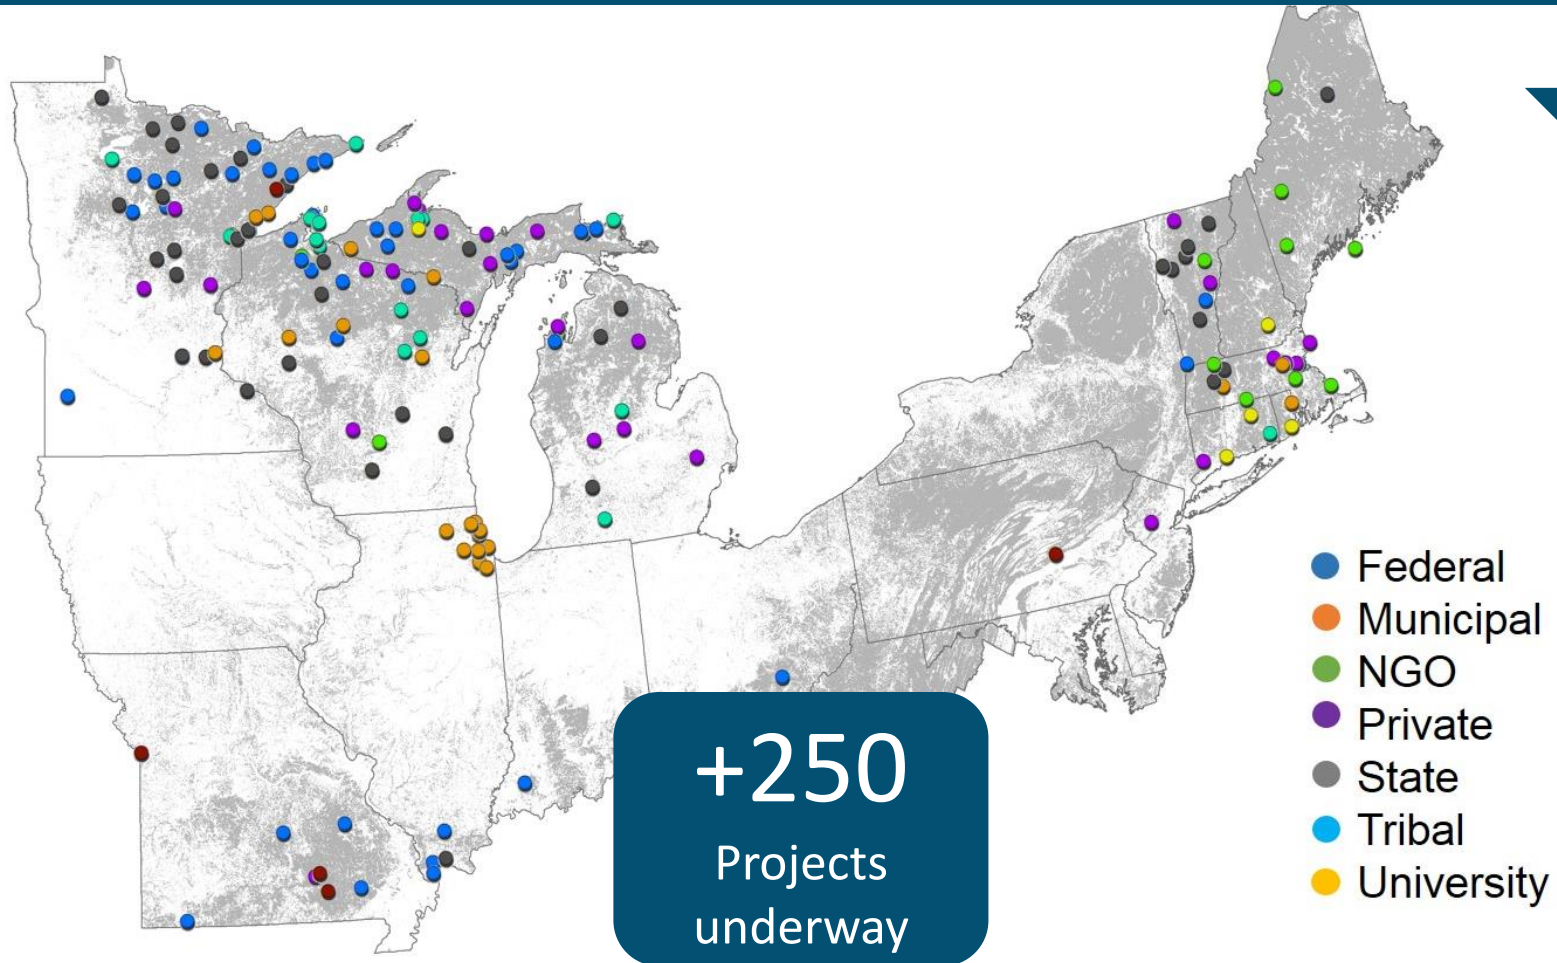 +250
Projects
underway
Federal
Municipal
NGO
Private
State
Tribal
University